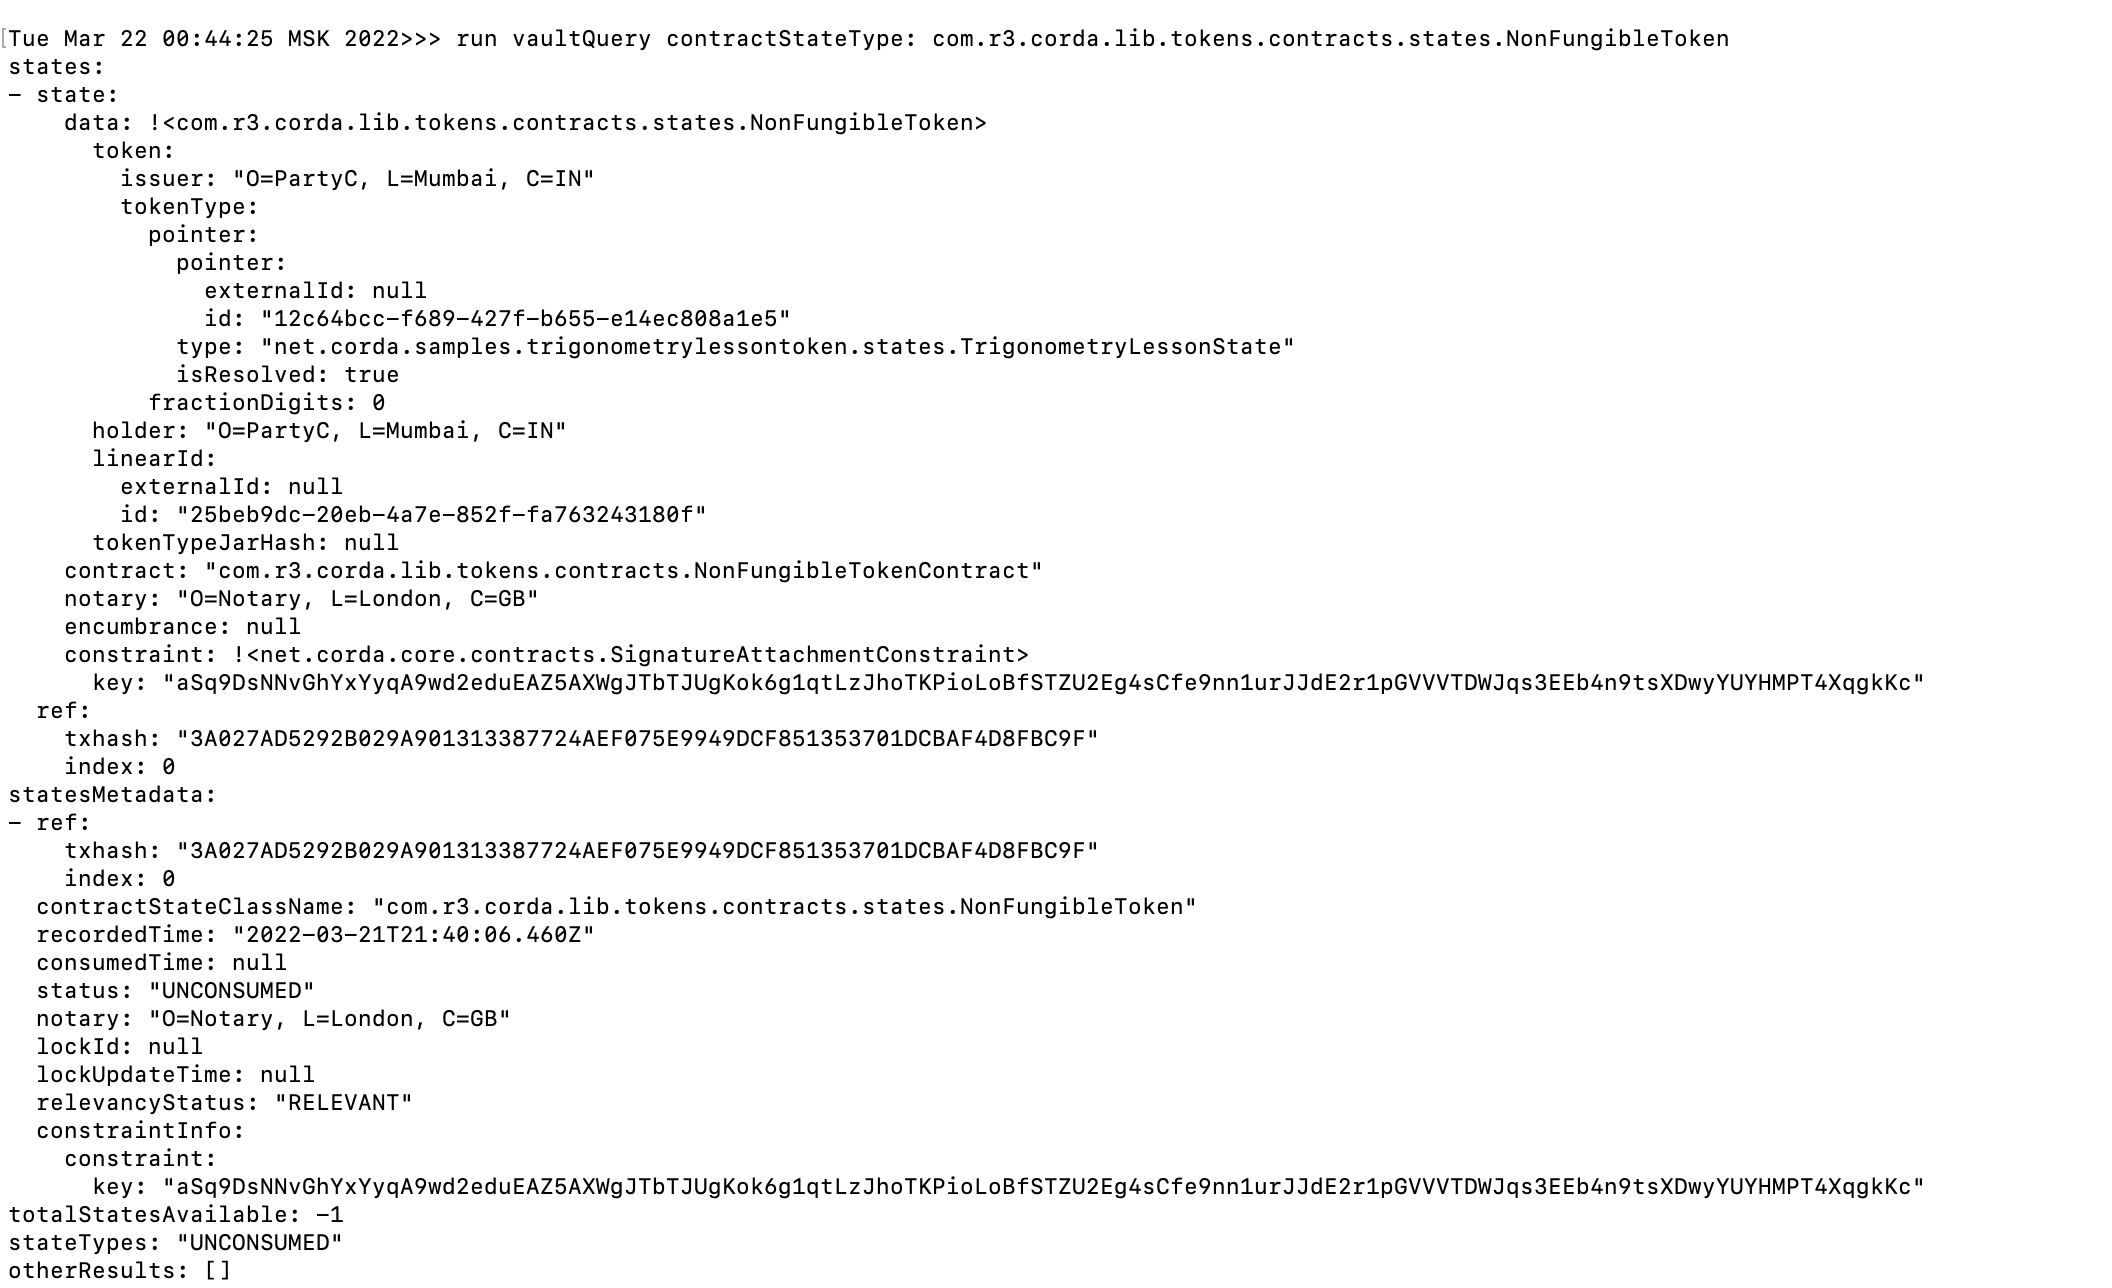 [Tue Mar 22 00:44:25 MSK 2022>>> run vaultQuery contractStateType: com.r3.corda.lib.tokens.contracts.states.NonFungibleToken
states:
- state:
    data: !<com.r3.corda.lib.tokens.contracts.states.NonFungibleToken>
      token:
        issuer: "O=PartyC, L=Mumbai, C=IN"
        tokenType:
          pointer:
            pointer:
              externalId: null
              id: "12c64bcc-f689-427f-b655-e14ec808a1e5"
            type: "net.corda.samples.trigonometrylessontoken.states.TrigonometryLessonState"
            isResolved: true
          fractionDigits: 0
      holder: "O=PartyC, L=Mumbai, C=IN"
      linearId:
        externalId: null
        id: "25beb9dc-20eb-4a7e-852f-fa763243180f"
      tokenTypeJarHash: null
    contract: "com.r3.corda.lib.tokens.contracts.NonFungibleTokenContract"
    notary: "O=Notary, L=London, C=GB"
    encumbrance: null
    constraint: !<net.corda.core.contracts.SignatureAttachmentConstraint>
      key: "aSq9DsNNvGhYxYyqA9wd2eduEAZ5AXWgJTbTJUgKok6g1qtLzJhoTKPioLoBfSTZU2Eg4sCfe9nn1urJJdE2r1pGVVVTDWJqs3EEb4n9tsXDwyYUYHMPT4XqgkKc"
  ref:
    txhash: "3A027AD5292B029A901313387724AEF075E9949DCF851353701DCBAF4D8FBC9F"
    index: 0
statesMetadata:
- ref:
    txhash: "3A027AD5292B029A901313387724AEF075E9949DCF851353701DCBAF4D8FBC9F"
    index: 0
  contractStateClassName: "com.r3.corda.lib.tokens.contracts.states.NonFungibleToken"
  recordedTime: "2022-03-21T21:40:06.460Z"
  consumedTime: null
  status: "UNCONSUMED"
  notary: "O=Notary, L=London, C=GB"
  lockId: null
  lockUpdateTime: null
  relevancyStatus: "RELEVANT"
  constraintInfo:
    constraint:
      key: "aSq9DsNNvGhYxYyqA9wd2eduEAZ5AXWgJTbTJUgKok6g1qtLzJhoTKPioLoBfSTZU2Eg4sCfe9nn1urJJdE2r1pGVVVTDWJqs3EEb4n9tsXDwyYUYHMPT4XqgkKc"
totalStatesAvailable: -1
stateTypes: "UNCONSUMED"
otherResults: []